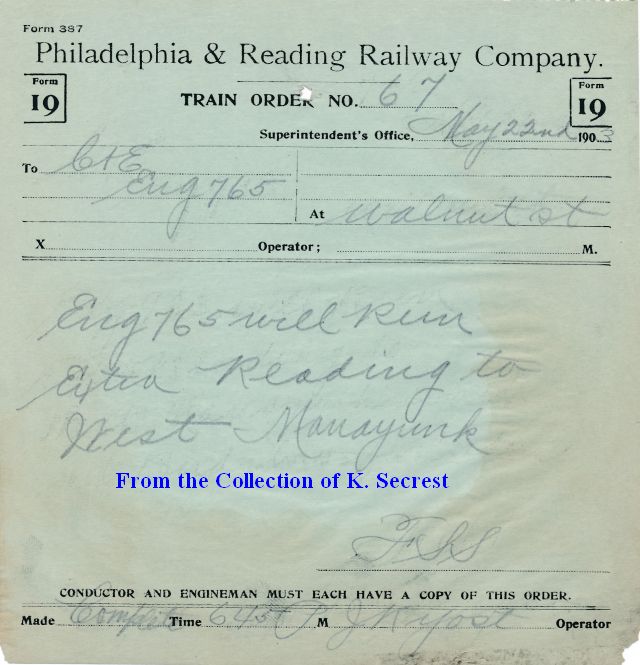 Form 387
Philadelphia & Reading Railway Company.
Form 19
TRAIN ORDER NO. 67
Form 19
Superintendent's Office, May 22nd 1903
To C & E
Eng 765
At Walnut st
X Operator; M.
Eng 765 will Run
Extra Reading to
West Manayunk
From the Collection of K. Secrest
FSS
CONDUCTOR AND ENGINEMAN MUST EACH HAVE A COPY OF THIS ORDER.
Made Complete Time 645 P M Operator